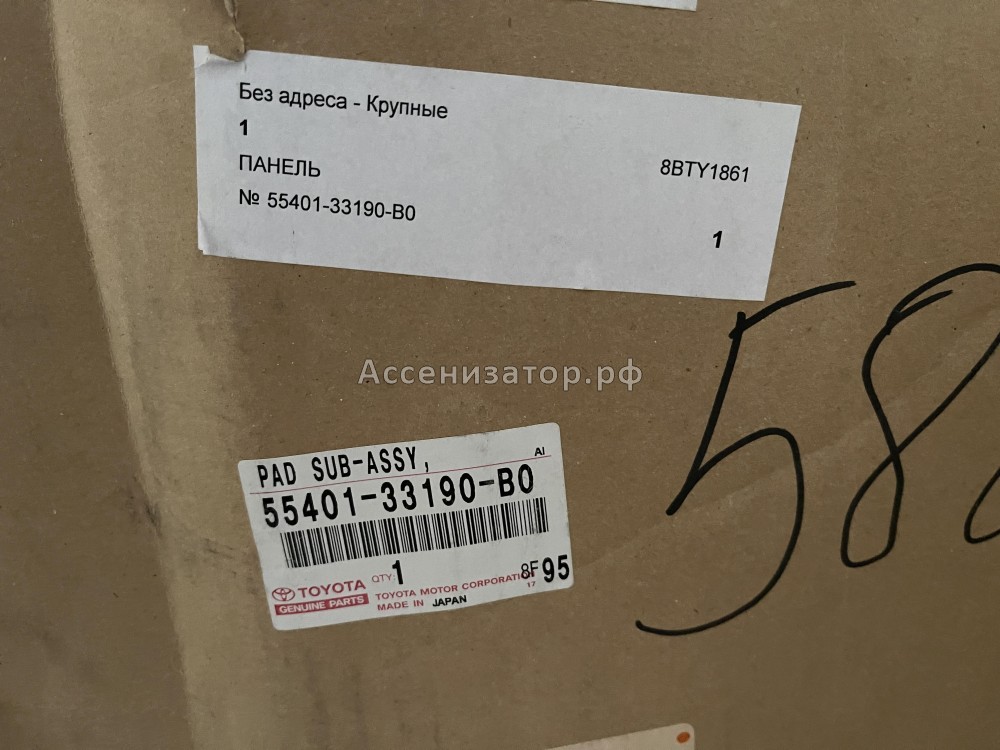 Без адреса - Крупные
1
ПАНЕЛЬ 8BTY1861
№ 55401-33190-B0
1
58
Ассенизатор.рф
PAD SUB-ASSY, AI
55401-33190-B0
TOYOTA QTY. 1 8F 95
GENUINE PARTS TOYOTA MOTOR CORPORATION 17
MADE IN JAPAN